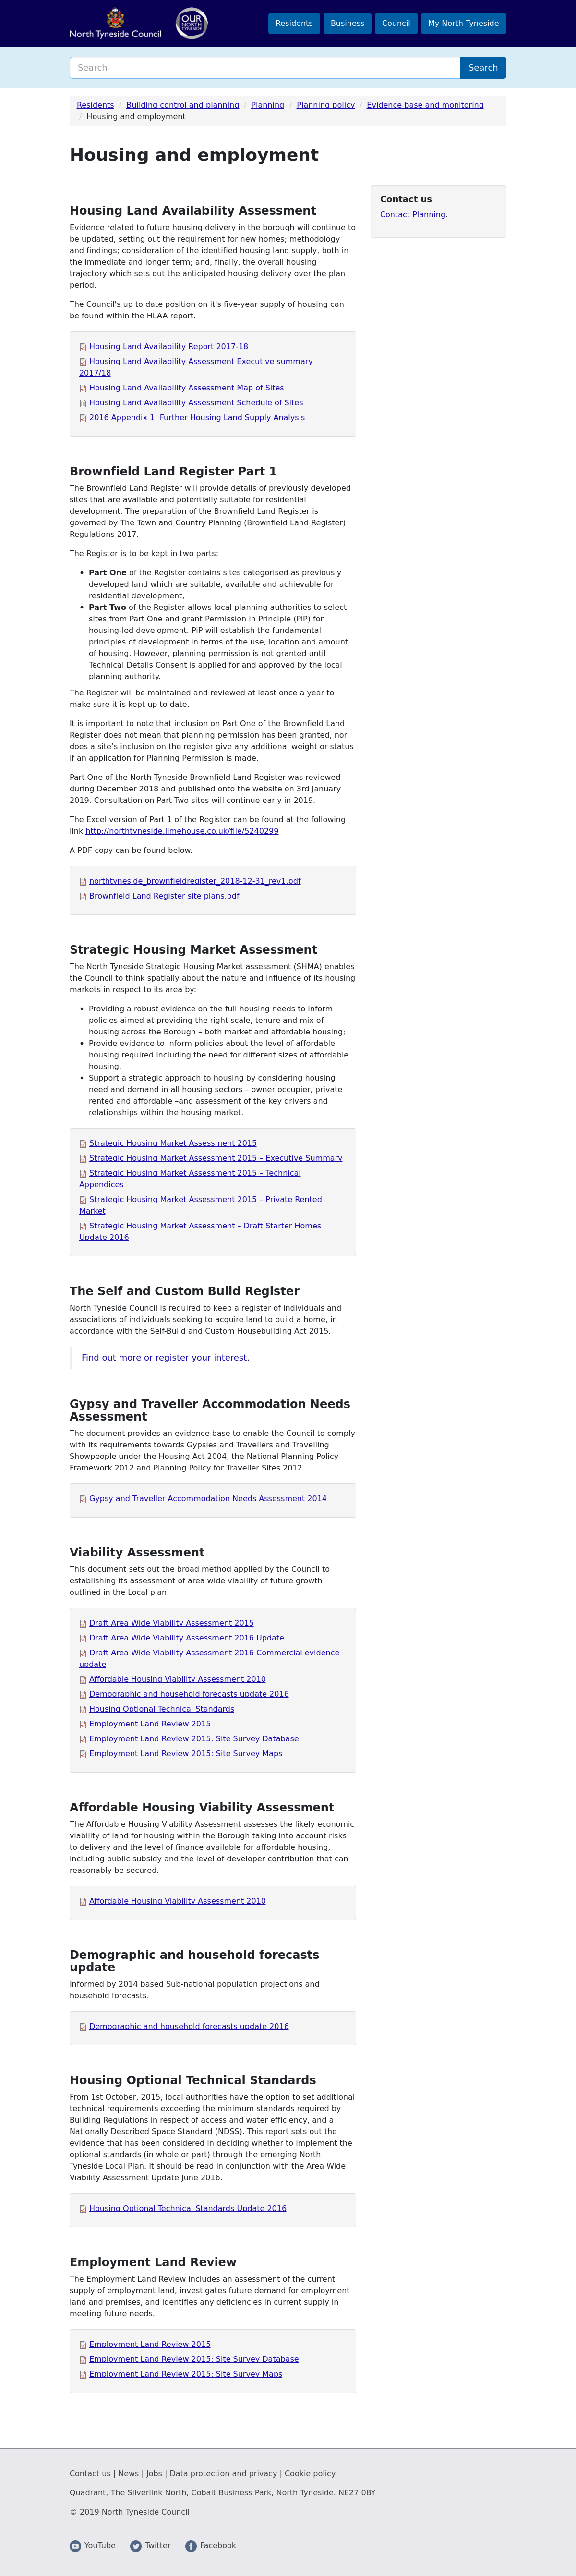 North Tyneside Council
OUR
NORTH
TYNESIDE
Residents
Business
Council
My North Tyneside
Search
Search
Residents / Building control and planning / Planning / Planning policy / Evidence base and monitoring
/ Housing and employment
Housing and employment
Housing Land Availability Assessment
Evidence related to future housing delivery in the borough will continue to
be updated, setting out the requirement for new homes; methodology
and findings; consideration of the identified housing land supply, both in
the immediate and longer term; and, finally, the overall housing
trajectory which sets out the anticipated housing delivery over the plan
period.
The Council's up to date position on it's five-year supply of housing can
be found within the HLAA report.
Housing Land Availability Report 2017-18
Housing Land Availability Assessment Executive summary
2017/18
Housing Land Availability Assessment Map of Sites
Housing Land Availability Assessment Schedule of Sites
2016 Appendix 1: Further Housing Land Supply Analysis
Contact us
Contact Planning.
Brownfield Land Register Part 1
The Brownfield Land Register will provide details of previously developed
sites that are available and potentially suitable for residential
development. The preparation of the Brownfield Land Register is
governed by The Town and Country Planning (Brownfield Land Register)
Regulations 2017.
The Register is to be kept in two parts:
• Part One of the Register contains sites categorised as previously
developed land which are suitable, available and achievable for
residential development;
• Part Two of the Register allows local planning authorities to select
sites from Part One and grant Permission in Principle (PiP) for
housing-led development. PiP will establish the fundamental
principles of development in terms of the use, location and amount
of housing. However, planning permission is not granted until
Technical Details Consent is applied for and approved by the local
planning authority.
The Register will be maintained and reviewed at least once a year to
make sure it is kept up to date.
It is important to note that inclusion on Part One of the Brownfield Land
Register does not mean that planning permission has been granted, nor
does a site’s inclusion on the register give any additional weight or status
if an application for Planning Permission is made.
Part One of the North Tyneside Brownfield Land Register was reviewed
during December 2018 and published onto the website on 3rd January
2019. Consultation on Part Two sites will continue early in 2019.
The Excel version of Part 1 of the Register can be found at the following
link http://northtyneside.limehouse.co.uk/file/5240299
A PDF copy can be found below.
northtyneside_brownfieldregister_2018-12-31_rev1.pdf
Brownfield Land Register site plans.pdf
Strategic Housing Market Assessment
The North Tyneside Strategic Housing Market assessment (SHMA) enables
the Council to think spatially about the nature and influence of its housing
markets in respect to its area by:
• Providing a robust evidence on the full housing needs to inform
policies aimed at providing the right scale, tenure and mix of
housing across the Borough – both market and affordable housing;
• Provide evidence to inform policies about the level of affordable
housing required including the need for different sizes of affordable
housing.
• Support a strategic approach to housing by considering housing
need and demand in all housing sectors – owner occupier, private
rented and affordable –and assessment of the key drivers and
relationships within the housing market.
Strategic Housing Market Assessment 2015
Strategic Housing Market Assessment 2015 – Executive Summary
Strategic Housing Market Assessment 2015 – Technical
Appendices
Strategic Housing Market Assessment 2015 – Private Rented
Market
Strategic Housing Market Assessment – Draft Starter Homes
Update 2016
The Self and Custom Build Register
North Tyneside Council is required to keep a register of individuals and
associations of individuals seeking to acquire land to build a home, in
accordance with the Self-Build and Custom Housebuilding Act 2015.
Find out more or register your interest.
Gypsy and Traveller Accommodation Needs
Assessment
The document provides an evidence base to enable the Council to comply
with its requirements towards Gypsies and Travellers and Travelling
Showpeople under the Housing Act 2004, the National Planning Policy
Framework 2012 and Planning Policy for Traveller Sites 2012.
Gypsy and Traveller Accommodation Needs Assessment 2014
Viability Assessment
This document sets out the broad method applied by the Council to
establishing its assessment of area wide viability of future growth
outlined in the Local plan.
Draft Area Wide Viability Assessment 2015
Draft Area Wide Viability Assessment 2016 Update
Draft Area Wide Viability Assessment 2016 Commercial evidence
update
Affordable Housing Viability Assessment 2010
Demographic and household forecasts update 2016
Housing Optional Technical Standards
Employment Land Review 2015
Employment Land Review 2015: Site Survey Database
Employment Land Review 2015: Site Survey Maps
Affordable Housing Viability Assessment
The Affordable Housing Viability Assessment assesses the likely economic
viability of land for housing within the Borough taking into account risks
to delivery and the level of finance available for affordable housing,
including public subsidy and the level of developer contribution that can
reasonably be secured.
Affordable Housing Viability Assessment 2010
Demographic and household forecasts
update
Informed by 2014 based Sub-national population projections and
household forecasts.
Demographic and household forecasts update 2016
Housing Optional Technical Standards
From 1st October, 2015, local authorities have the option to set additional
technical requirements exceeding the minimum standards required by
Building Regulations in respect of access and water efficiency, and a
Nationally Described Space Standard (NDSS). This report sets out the
evidence that has been considered in deciding whether to implement the
optional standards (in whole or part) through the emerging North
Tyneside Local Plan. It should be read in conjunction with the Area Wide
Viability Assessment Update June 2016.
Housing Optional Technical Standards Update 2016
Employment Land Review
The Employment Land Review includes an assessment of the current
supply of employment land, investigates future demand for employment
land and premises, and identifies any deficiencies in current supply in
meeting future needs.
Employment Land Review 2015
Employment Land Review 2015: Site Survey Database
Employment Land Review 2015: Site Survey Maps
Contact us | News | Jobs | Data protection and privacy | Cookie policy
Quadrant, The Silverlink North, Cobalt Business Park, North Tyneside. NE27 0BY
© 2019 North Tyneside Council
YouTube
Twitter
Facebook